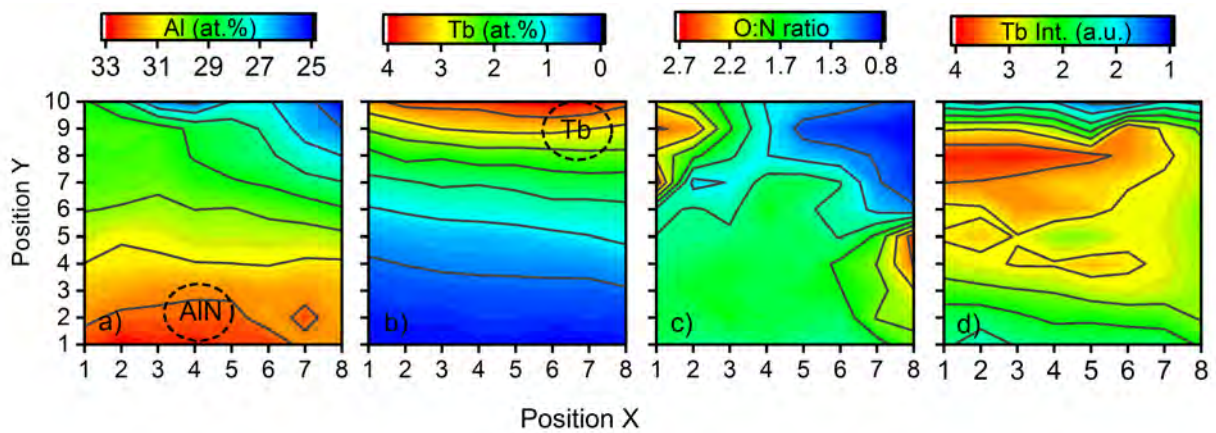 Al (at.%)
33 31 29 27 25
Tb (at.%)
4 3 2 1 0
O:N ratio
2.7 2.2 1.7 1.3 0.8
Tb Int. (a.u.)
4 3 2 1
Position Y
10
9
8
7
6
5
4
3
2
1
AlN
a)
1 2 3 4 5 6 7 8
Tb
b)
1 2 3 4 5 6 7 8
c)
1 2 3 4 5 6 7 8
d)
1 2 3 4 5 6 7 8
Position X